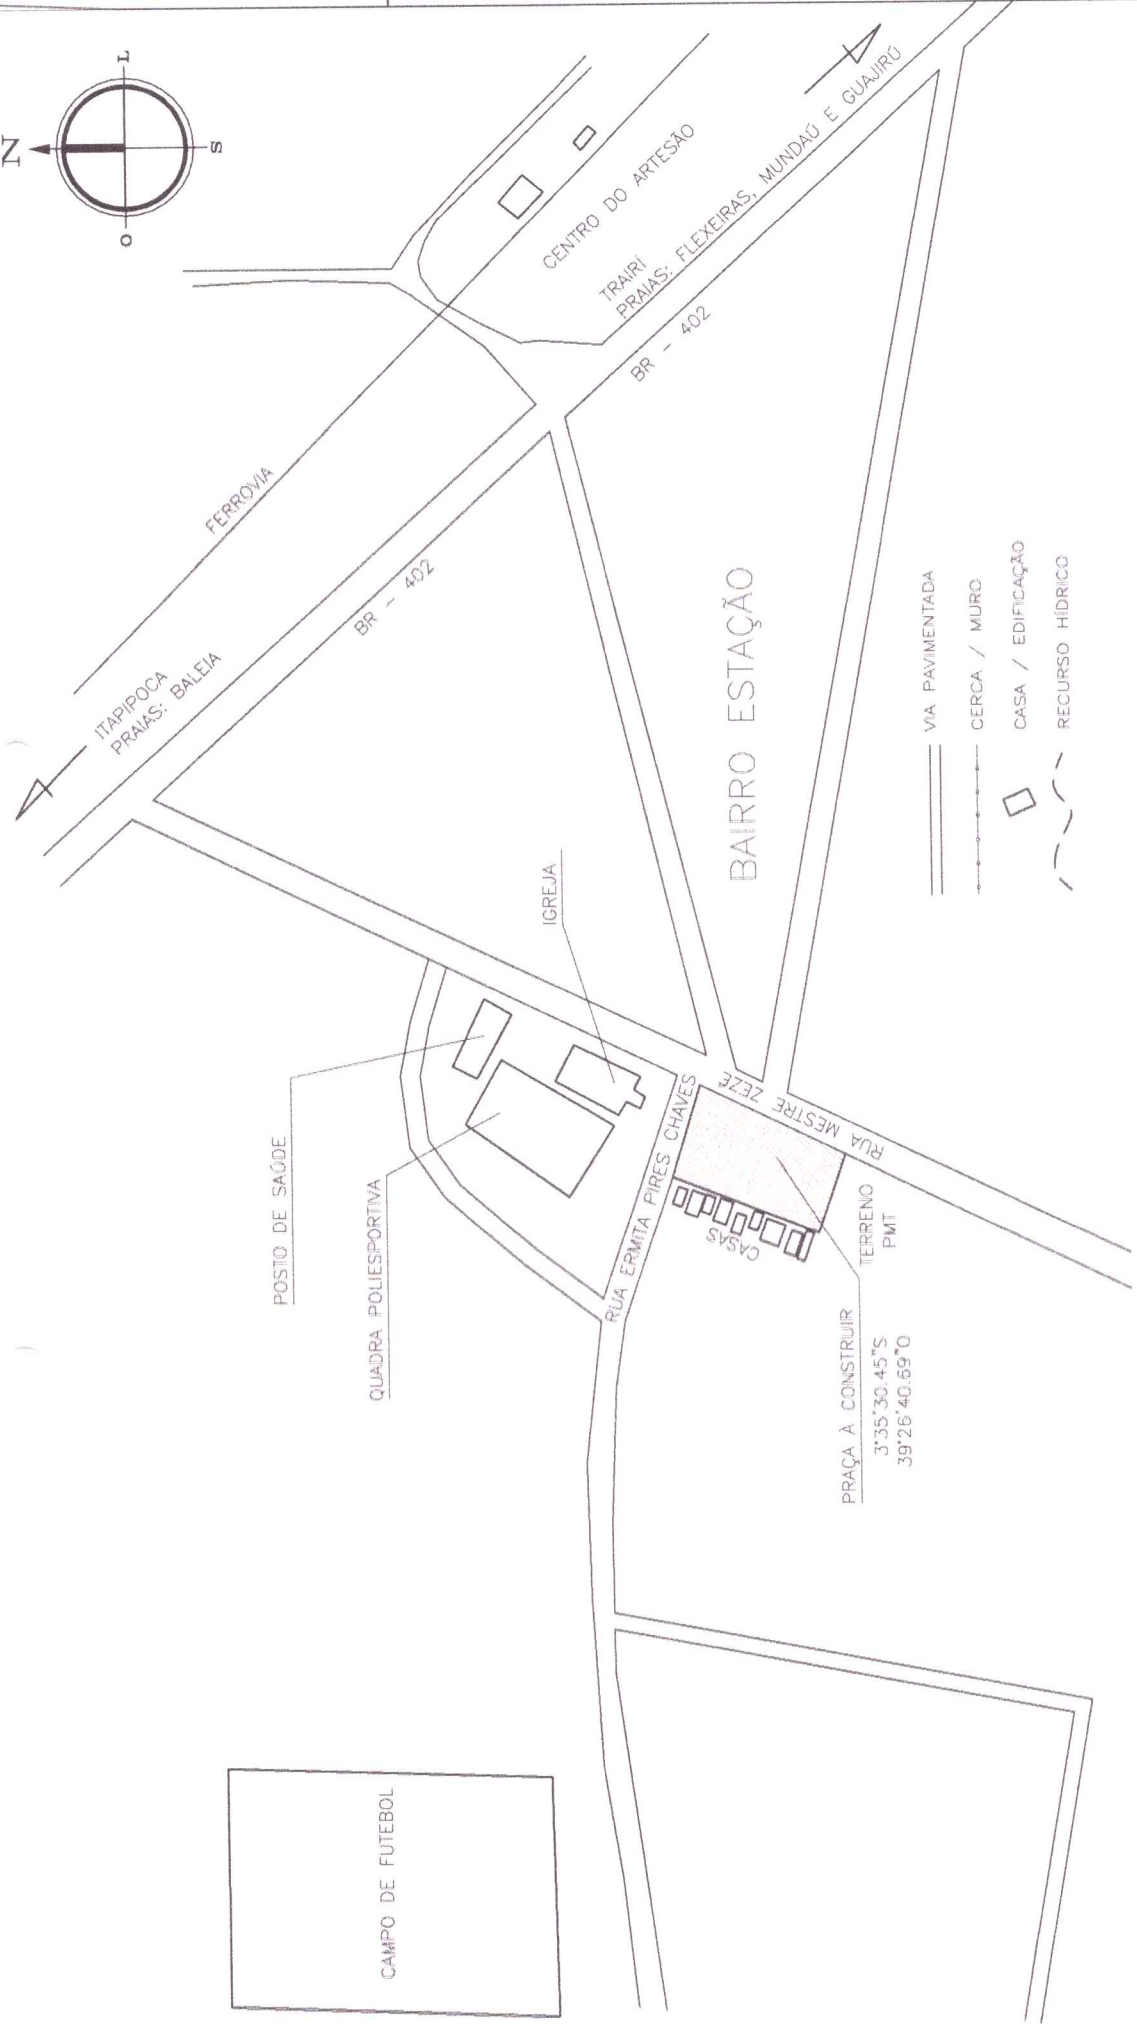 N
L
S
O
FERROVIA
CENTRO DO ARTESÃO
TRAIRÍ
PRAIAS: FLEXEIRAS, MUNDAÚ E GUAJIRÚ
BR - 402
ITAPIPOCA
PRAIAS: BALEIA
BR - 402
IGREJA
BAIRRO ESTAÇÃO
POSTO DE SAÚDE
QUADRA POLIESPORTIVA
RUA ERMITA PIRES CHAVES
RUA MESTRE ZEZÉ
CASAS
TERRENO
PMT
PRAÇA À CONSTRUIR
3°35'30.45"S
39°26'40.69"O
CAMPO DE FUTEBOL
VIA PAVIMENTADA
CERCA / MURO
CASA / EDIFICAÇÃO
RECURSO HÍDRICO